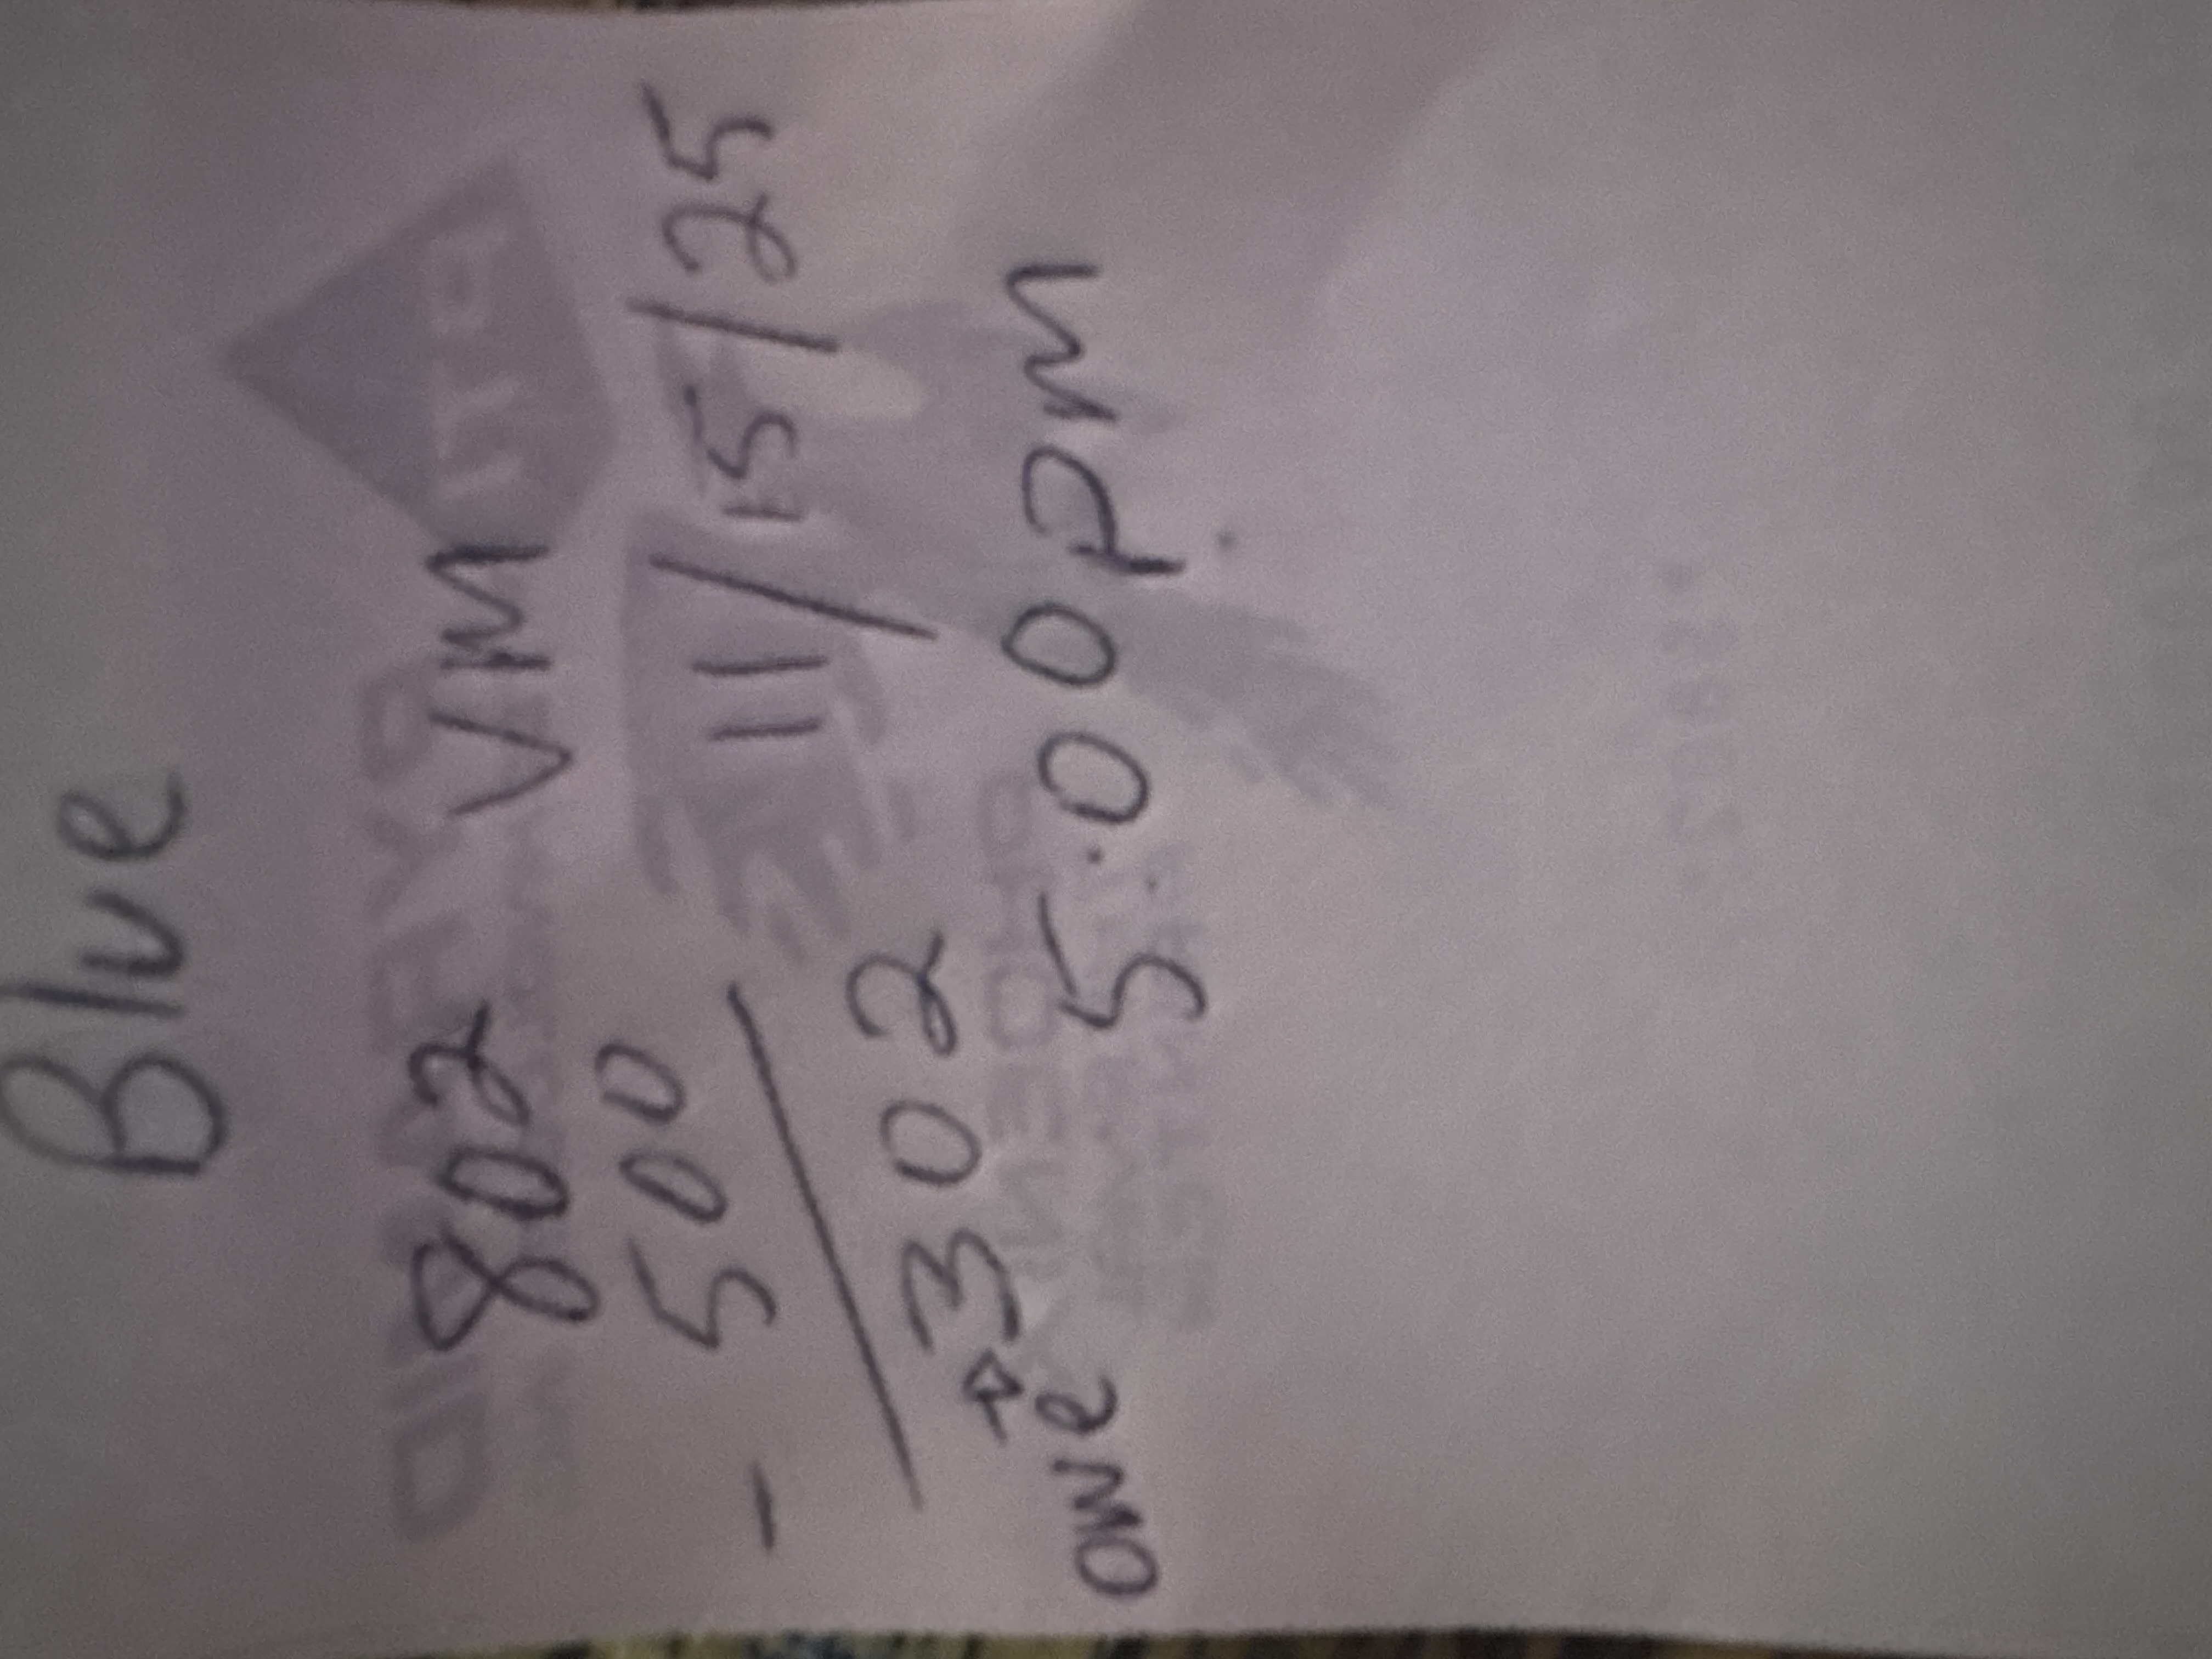 Blue
802 VM
- 500 11/15/25
302
owe 5:00pm